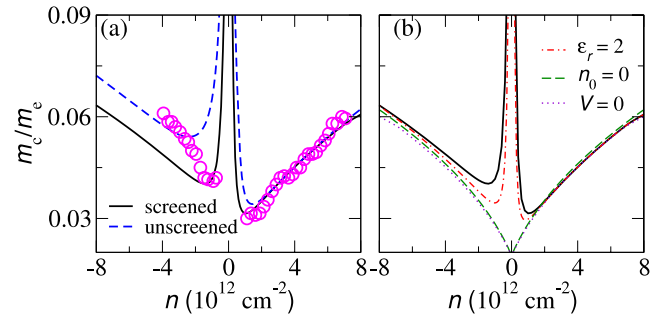 (a)
(b)
0.09
0.06
0.03
m_c/m_e
screened
unscreened
ε_r = 2
n_0 = 0
V = 0
-8 -4 0 4 -8 -4 0 4 8
n (10^12 cm^-2) n (10^12 cm^-2)